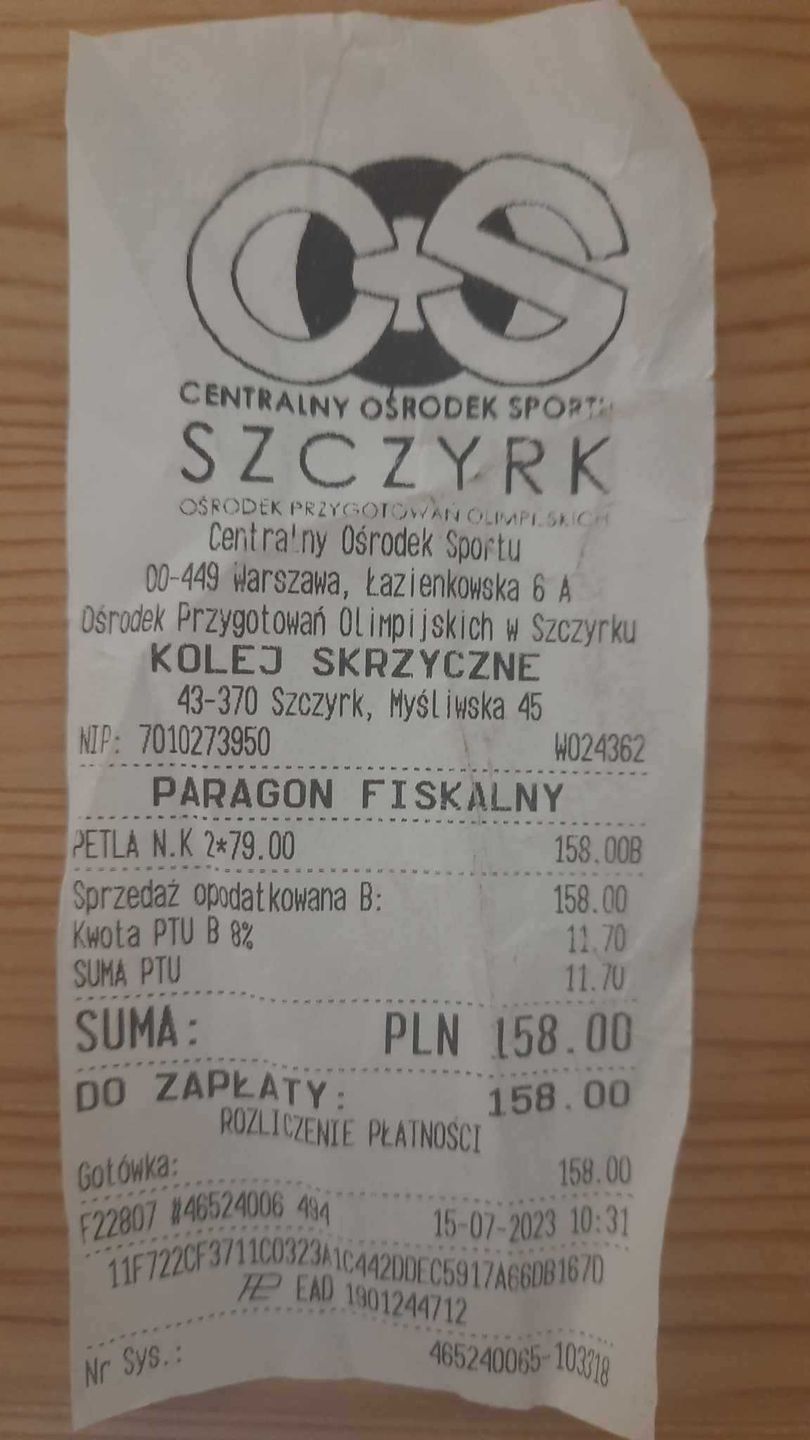 C+S
CENTRALNY OŚRODEK SPORTU
SZCZYRK
OŚRODEK PRZYGOTOWAŃ OLIMPIJSKICH
Centralny Ośrodek Sportu
00-449 Warszawa, Łazienkowska 6 A
Ośrodek Przygotowań Olimpijskich w Szczyrku
KOLEJ SKRZYCZNE
43-370 Szczyrk, Myśliwska 45
NIP: 7010273950 W024362
PARAGON FISKALNY
PETLA N.K 2*79.00 158.00B
Sprzedaż opodatkowana B: 158.00
Kwota PTU B 8% 11.70
SUMA PTU 11.70
SUMA: PLN 158.00
DO ZAPŁATY: 158.00
ROZLICZENIE PŁATNOŚCI
Gotówka: 158.00
F22807 #46524006 494 15-07-2023 10:31
11F722CF3711C0323A1C442DDEC5917A66DB167D
EAD 1901244712
Nr Sys.: 465240065-103318